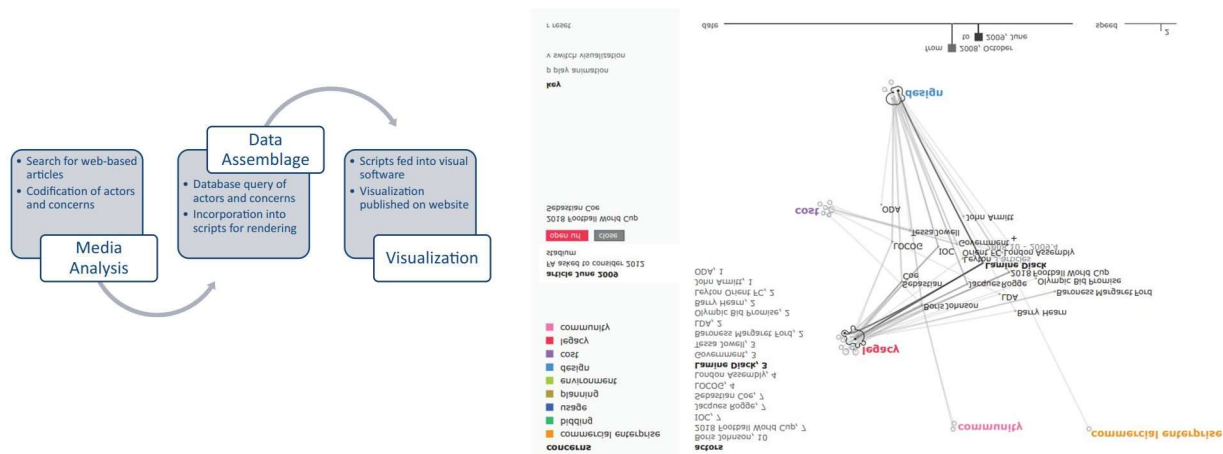 • Search for web-based
articles
• Codification of actors
and concerns
Media
Analysis
Data
Assemblage
• Database query of
actors and concerns
• Incorporation into
scripts for rendering
• Scripts fed into visual
software
• Visualization
published on website
Visualization
concerns
commercial enterprise
bidding
usage
planning
environment
design
cost
legacy
community
article June 2009
FA asked to consider 2012
stadium
open url
close
2018 Football World Cup
Sebastian Coe
key
p play animation
v switch visualization
r reset
actors
Boris Johnson, 10
2018 Football World Cup, 7
IOC, 7
Jacques Rogge, 7
Sebastian Coe, 7
LOCOG, 4
London Assembly, 4
Lamine Diack, 3
Government, 3
Tessa Jowell, 3
Baroness Margaret Ford, 2
LDA, 2
Olympic Bid Promise, 2
Barry Hearn, 2
Leyton Orient FC, 2
John Armitt, 1
ODA, 1
commercial enterprise
community
legacy
Barry Hearn
Boris Johnson
LDA
Baroness Margaret Ford
Olympic Bid Promise
Jacques Rogge
Sebastian
Coe
2018 Football World Cup
Lamine Diack
Leyton
3 articles
Orient FC
London Assembly
IOC
LOCOG
Government
Tessa Jowell
John Armitt
ODA
cost
design
from
2008, October
to
2009, June
date
speed
2